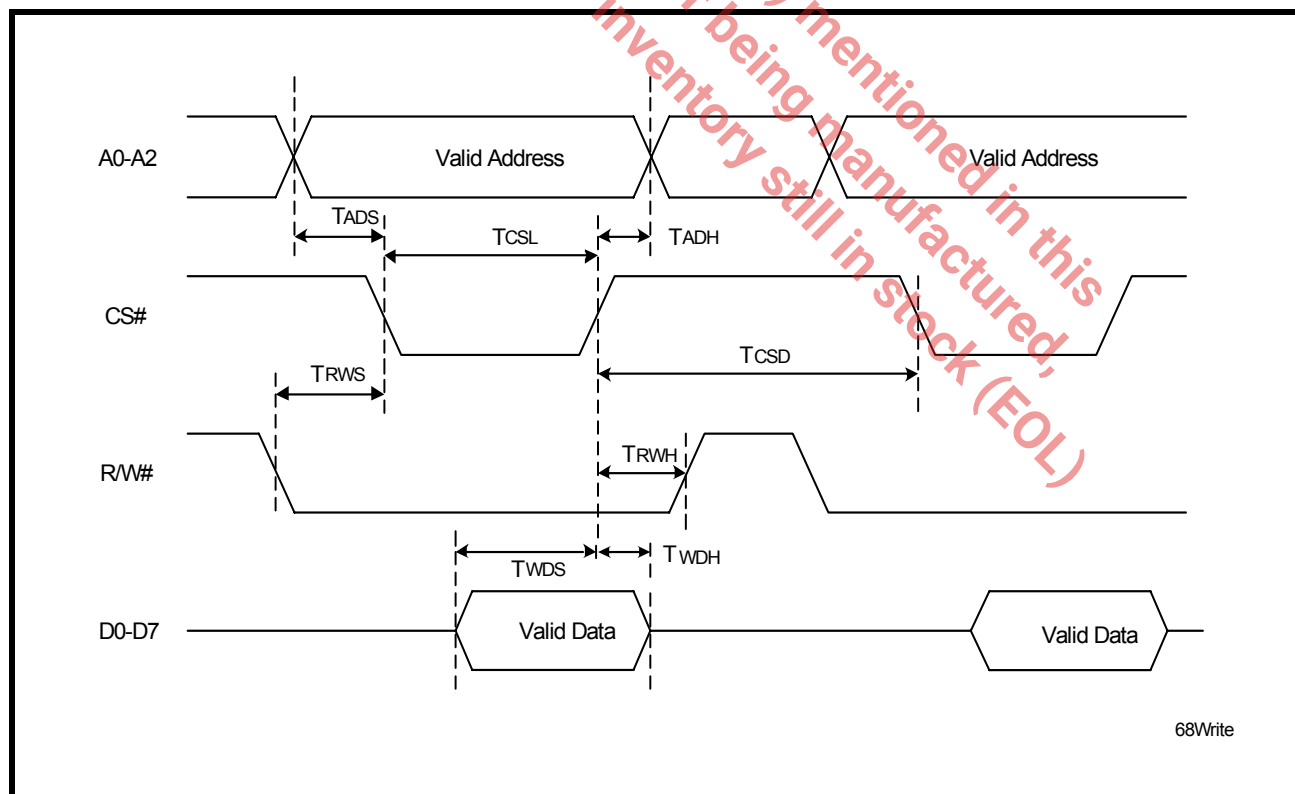 ) mentioned in this
being manufactured,
inventory still in stock (EOL)
A0-A2
Valid Address
Valid Address
TADS
TCSL
TADH
CS#
TCSD
TRWS
R/W#
TRWH
TWDS
TWDH
D0-D7
Valid Data
Valid Data
68Write